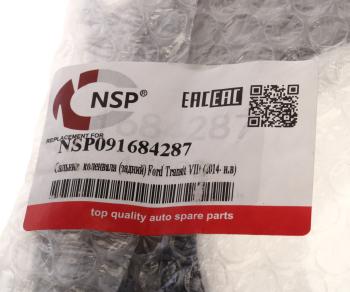 NSP®
EAC EAC
REPLACEMENT FOR
NSP091684287
Сальник коленвала (задний) Ford Transit VII> (2014- н.в)
top quality auto spare parts